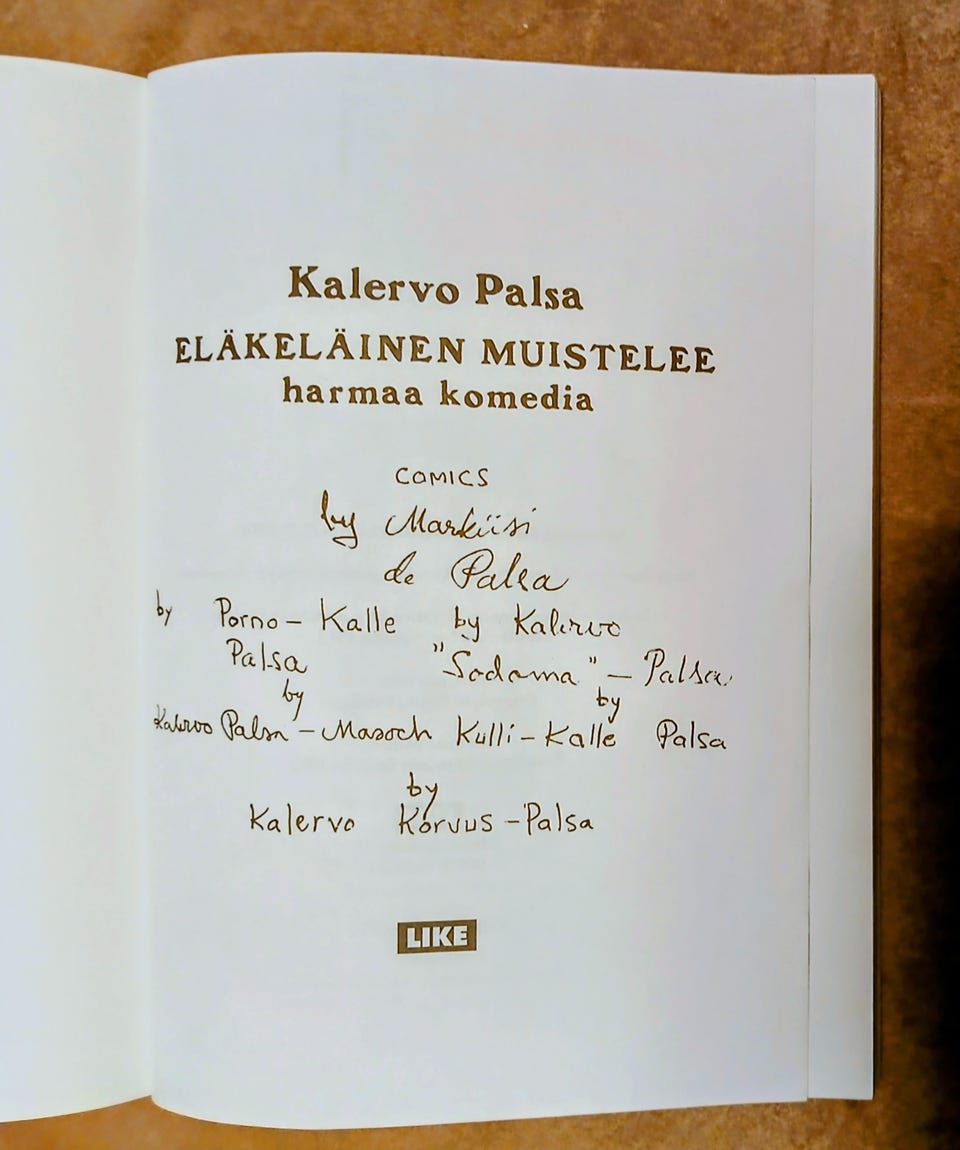 Kalervo Palsa
ELÄKELÄINEN MUISTELEE
harmaa komedia
COMICS
by Markiisi
de Palsa
by Porno – Kalle by Kalervo
Palsa "Sodoma" – Palsa
by by
Kalervo Palsa – Masoch Kulli – Kalle Palsa
by
Kalervo Korvus – Palsa
LIKE